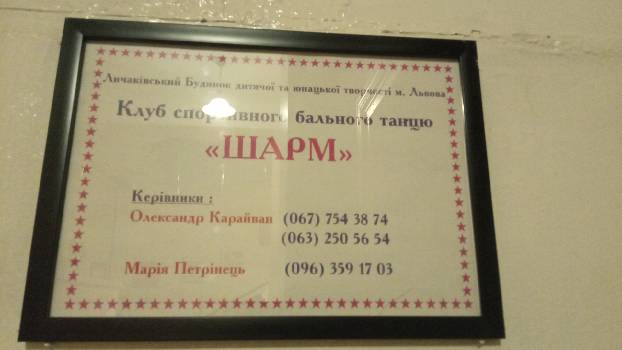 Личаківський Будинок дитячої та юнацької творчості м. Львова
Клуб спортивного бального танцю
«ШАРМ»
Керівники :
Олександр Карайван (067) 754 38 74
(063) 250 56 54
Марія Петрінець (096) 359 17 03